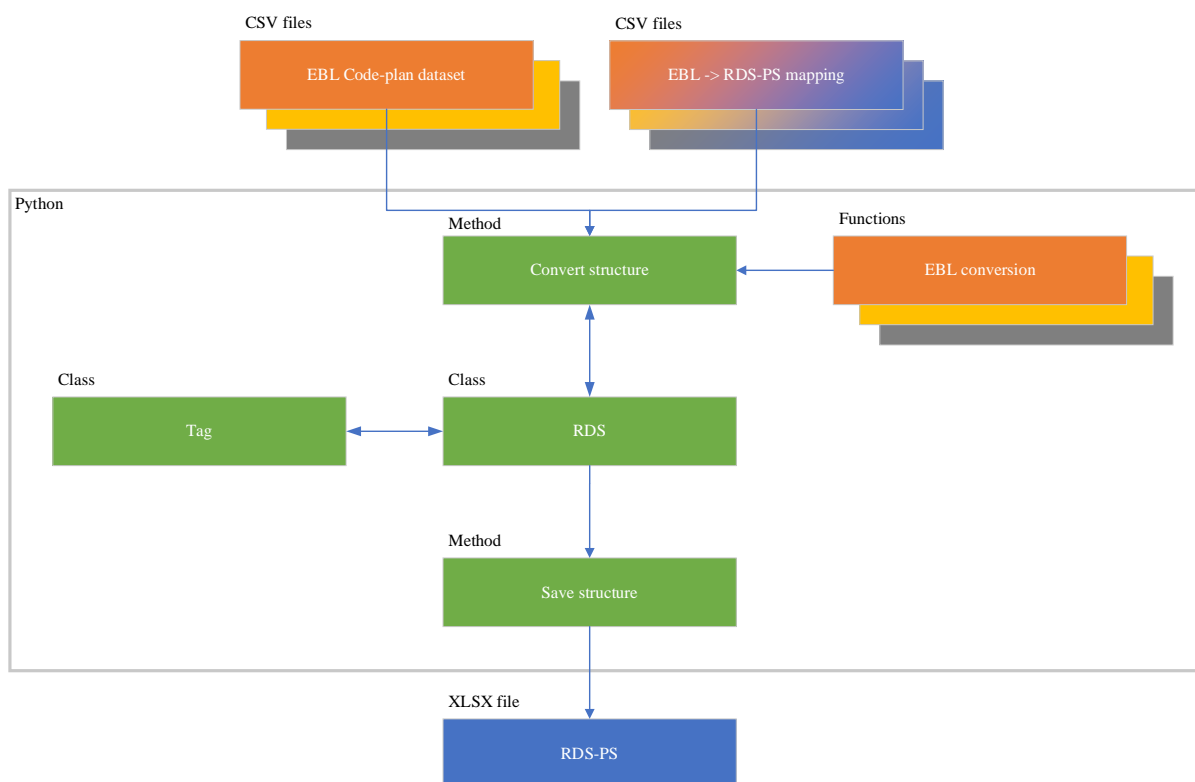 CSV files
CSV files
EBL Code-plan dataset
EBL -> RDS-PS mapping
Python
Method
Functions
Convert structure
EBL conversion
Class
Class
Tag
RDS
Method
Save structure
XLSX file
RDS-PS